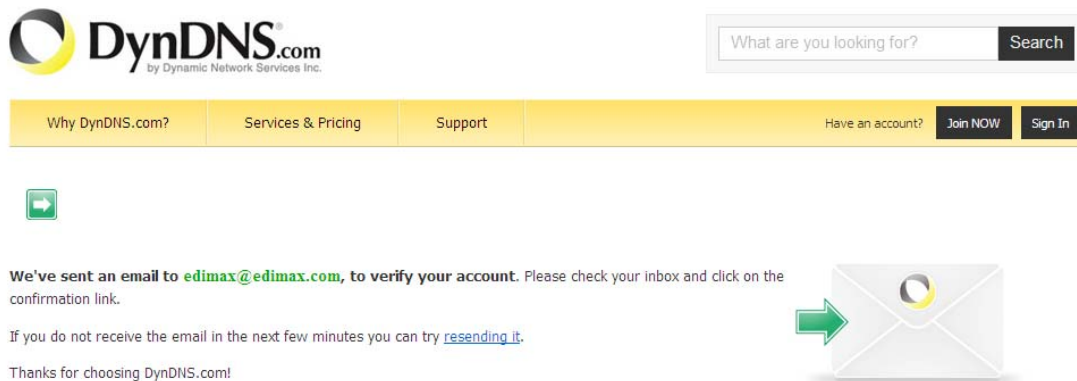 DynDNS.com
by Dynamic Network Services Inc.
What are you looking for?
Search
Why DynDNS.com?
Services & Pricing
Support
Have an account?
Join NOW
Sign In
We've sent an email to edimax@edimax.com, to verify your account. Please check your inbox and click on the
confirmation link.
If you do not receive the email in the next few minutes you can try resending it.
Thanks for choosing DynDNS.com!